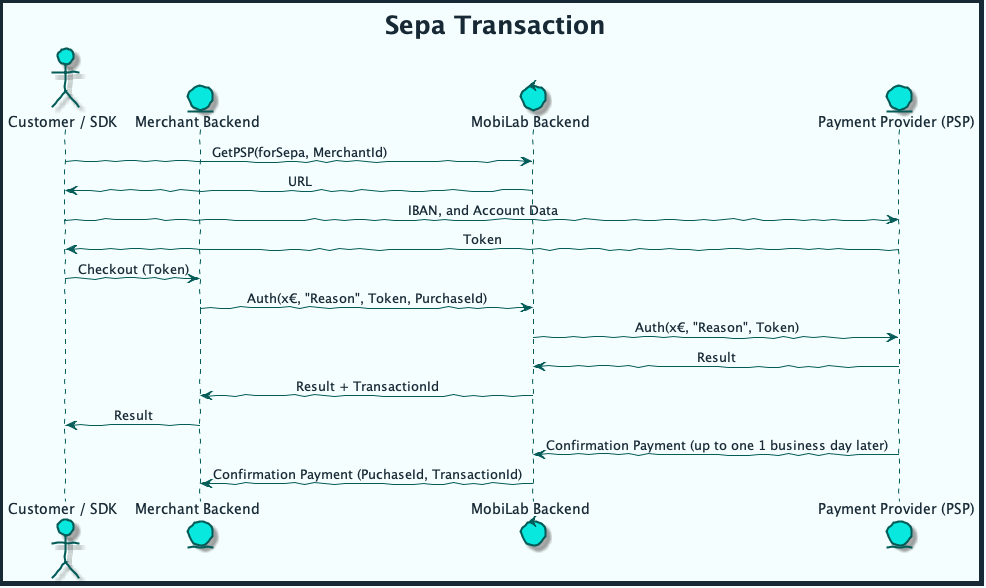 Sepa Transaction
Customer / SDK
Merchant Backend
MobiLab Backend
Payment Provider (PSP)
GetPSP(forSepa, MerchantId)
URL
IBAN, and Account Data
Token
Checkout (Token)
Auth(x€, "Reason", Token, PurchaseId)
Auth(x€, "Reason", Token)
Result
Result + TransactionId
Result
Confirmation Payment (up to one 1 business day later)
Confirmation Payment (PuchaseId, TransactionId)
Customer / SDK
Merchant Backend
MobiLab Backend
Payment Provider (PSP)